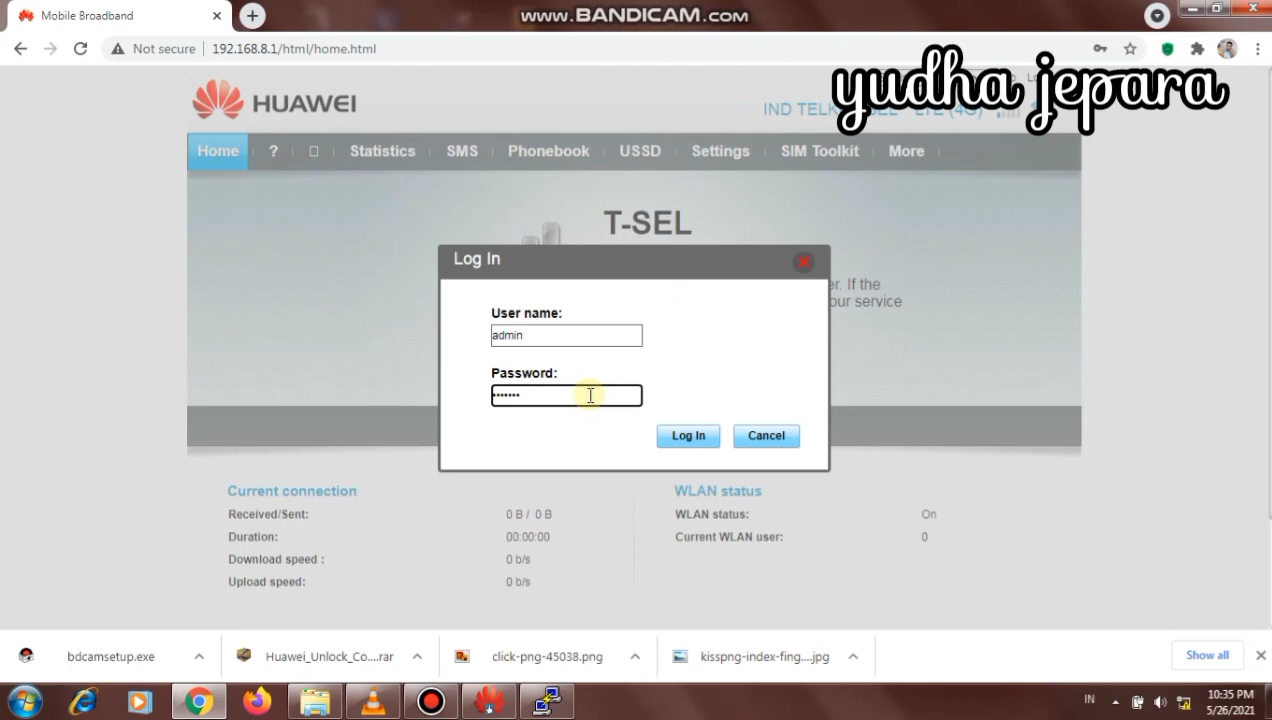 Mobile Broadband
www.BANDICAM.com
Not secure
192.168.8.1/html/home.html
yudha jepara
HUAWEI
IND TELK
Home
?
Statistics
SMS
Phonebook
USSD
Settings
SIM Toolkit
More
T-SEL
Log In
er. If the
our service
User name:
admin
Password:
•••••••
Log In
Cancel
Current connection
WLAN status
Received/Sent:
0 B / 0 B
WLAN status:
On
Duration:
00:00:00
Current WLAN user:
0
Download speed :
0 b/s
Upload speed:
0 b/s
bdcamsetup.exe
Huawei_Unlock_Co....rar
click-png-45038.png
kisspng-index-fing....jpg
Show all
IN
10:35 PM
5/26/2021